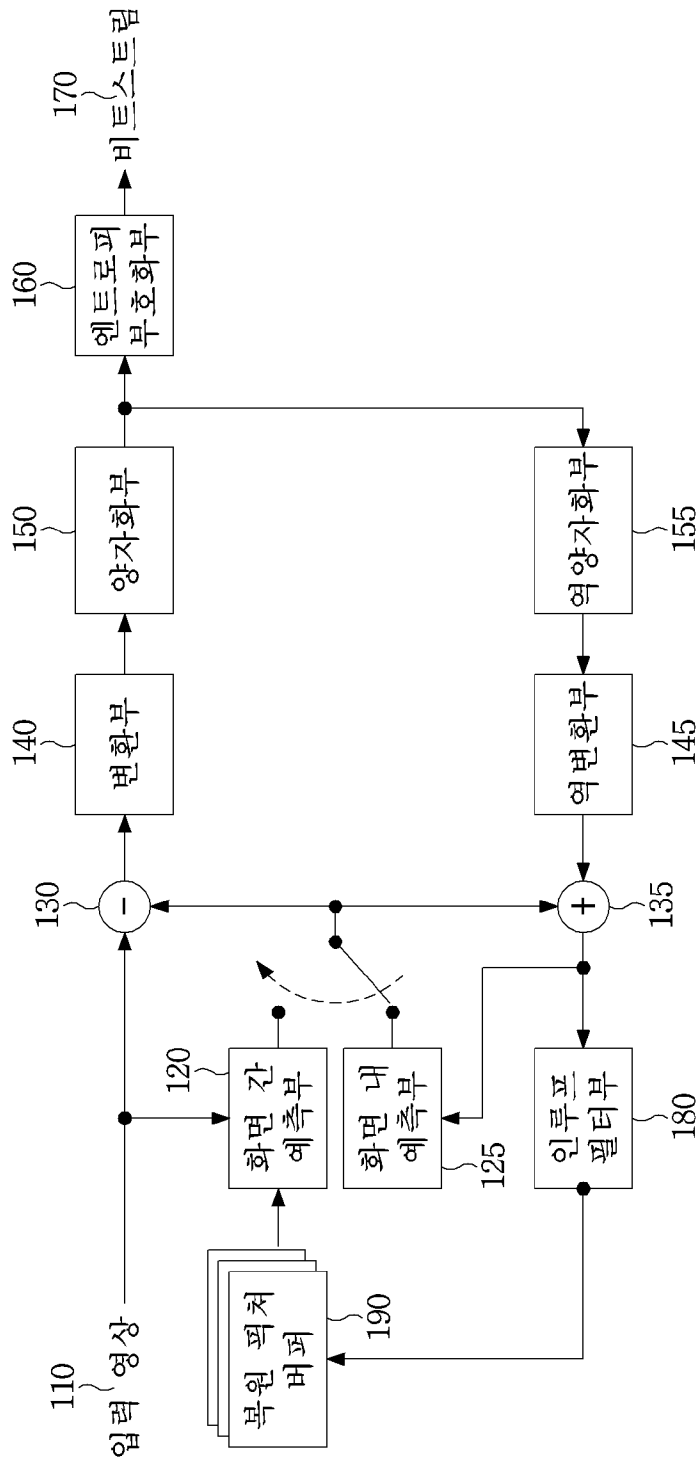 110
입력 영상
130
-
140
변환부
150
양자화부
160
엔트로피
부호화부
170
비트스트림
120
화면 간
예측부
화면 내
예측부
125
복원 픽쳐
버퍼
190
+
135
역변환부
145
역양자화부
155
인루프
필터부
180